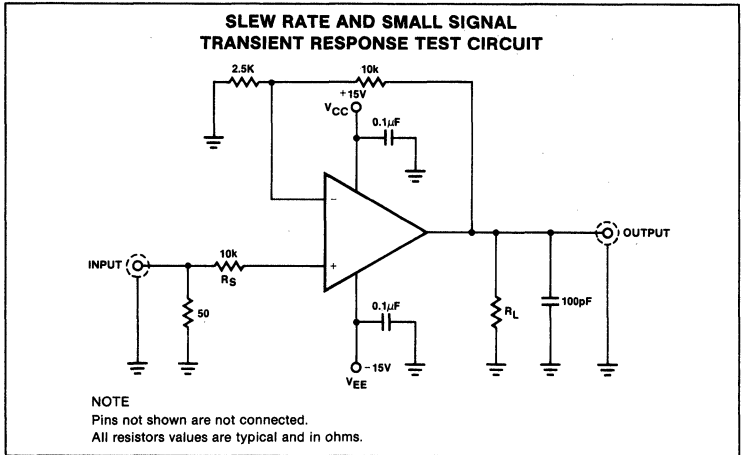 SLEW RATE AND SMALL SIGNAL
TRANSIENT RESPONSE TEST CIRCUIT
2.5K
10k
+15V
VCC
0.1μF
−
INPUT
10k
RS
+
OUTPUT
50
0.1μF
RL
100pF
−15V
VEE
NOTE
Pins not shown are not connected.
All resistors values are typical and in ohms.